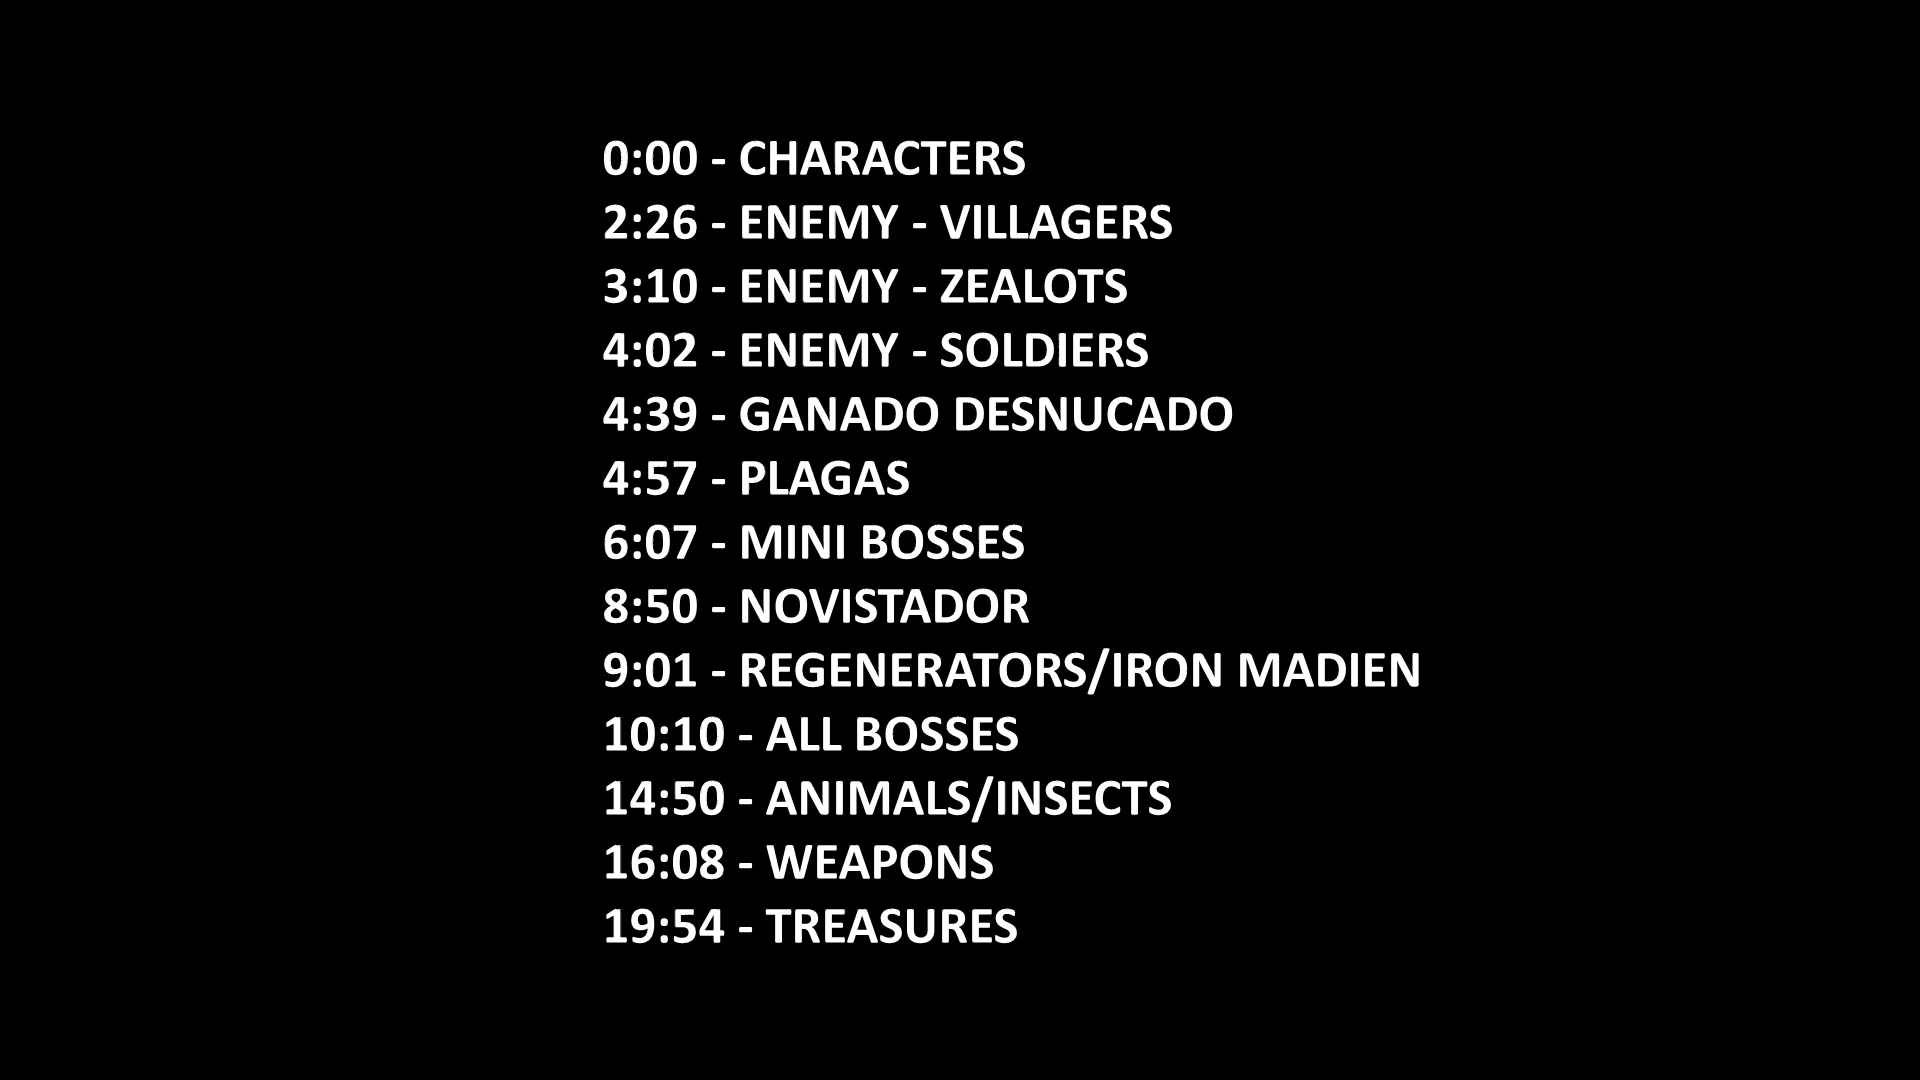 0:00 - CHARACTERS
2:26 - ENEMY - VILLAGERS
3:10 - ENEMY - ZEALOTS
4:02 - ENEMY - SOLDIERS
4:39 - GANADO DESNUCADO
4:57 - PLAGAS
6:07 - MINI BOSSES
8:50 - NOVISTADOR
9:01 - REGENERATORS/IRON MADIEN
10:10 - ALL BOSSES
14:50 - ANIMALS/INSECTS
16:08 - WEAPONS
19:54 - TREASURES